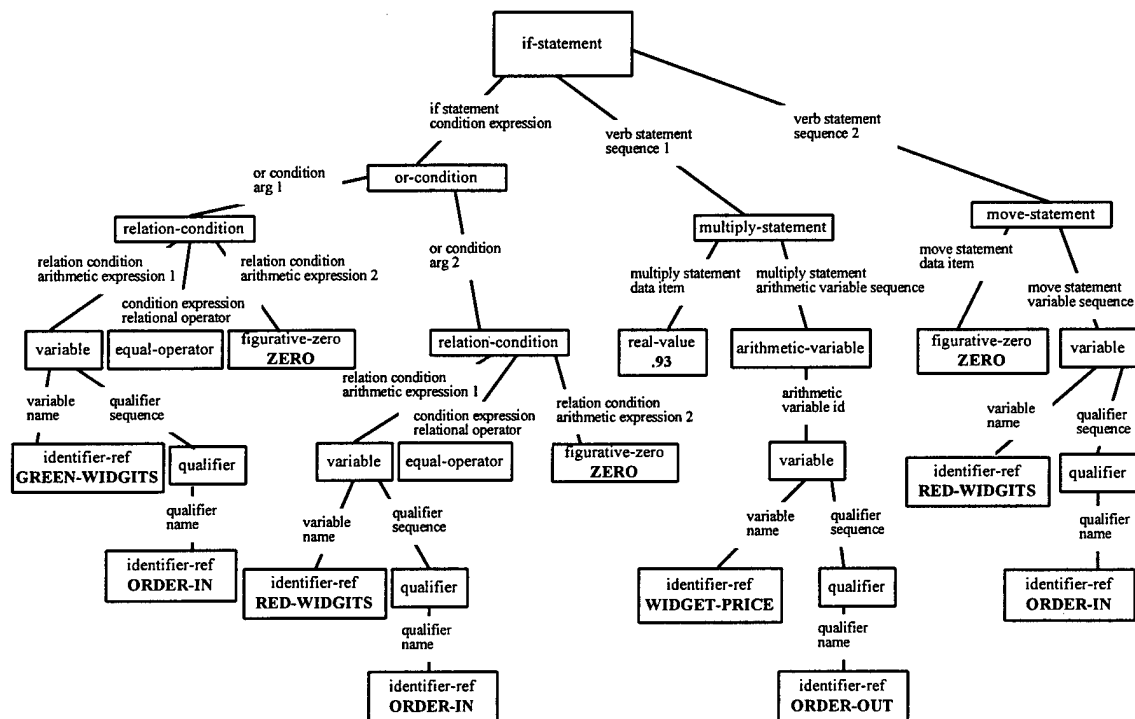 if-statement
if statement
condition expression
verb statement
sequence 1
verb statement
sequence 2
or condition
arg 1
or-condition
relation-condition
multiply-statement
move-statement
or condition
arg 2
relation condition
arithmetic expression 1
relation condition
arithmetic expression 2
condition expression
relational operator
multiply statement
data item
multiply statement
arithmetic variable sequence
move statement
data item
move statement
variable sequence
variable
equal-operator
figurative-zero
ZERO
relation-condition
real-value
.93
arithmetic-variable
figurative-zero
ZERO
variable
variable
name
qualifier
sequence
relation condition
arithmetic expression 1
condition expression
relational operator
relation condition
arithmetic expression 2
arithmetic
variable id
variable
name
qualifier
sequence
identifier-ref
GREEN-WIDGITS
qualifier
variable
equal-operator
figurative-zero
ZERO
variable
identifier-ref
RED-WIDGITS
qualifier
qualifier
name
variable
name
qualifier
sequence
variable
name
qualifier
sequence
qualifier
name
identifier-ref
ORDER-IN
identifier-ref
RED-WIDGITS
qualifier
identifier-ref
WIDGET-PRICE
qualifier
identifier-ref
ORDER-IN
qualifier
name
qualifier
name
identifier-ref
ORDER-IN
identifier-ref
ORDER-OUT